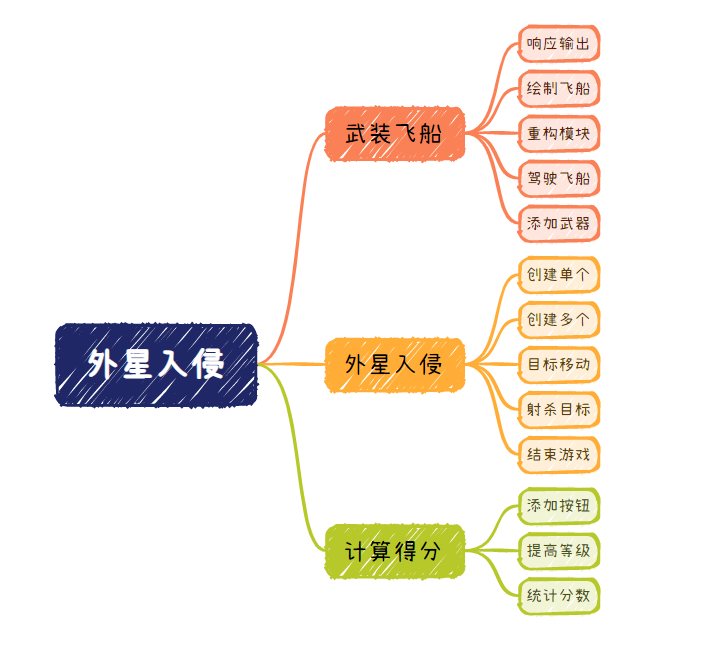 外星入侵
武装飞船
响应输出
绘制飞船
重构模块
驾驶飞船
添加武器
外星入侵
创建单个
创建多个
目标移动
射杀目标
结束游戏
计算得分
添加按钮
提高等级
统计分数